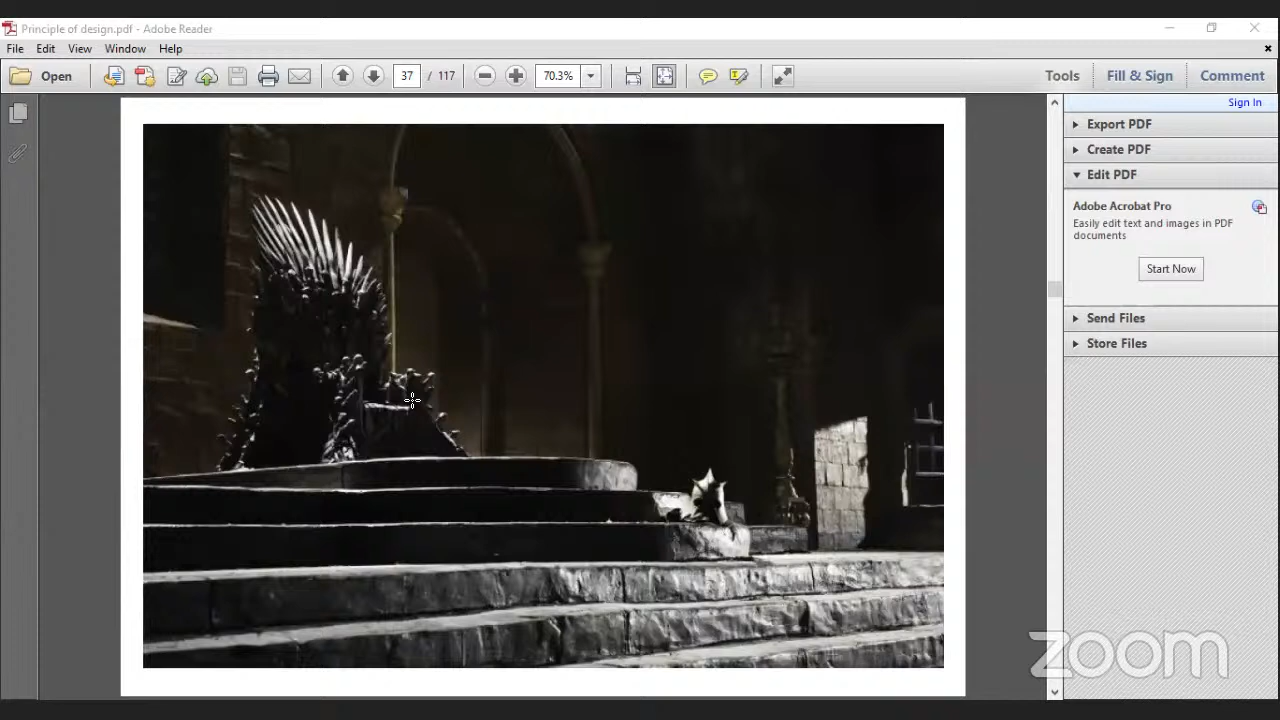 Principle of design.pdf - Adobe Reader
File Edit View Window Help
Open 37 / 117 70.3% Tools Fill & Sign Comment
Sign In
Export PDF
Create PDF
Edit PDF
Adobe Acrobat Pro
Easily edit text and images in PDF
documents
Start Now
Send Files
Store Files
zoom